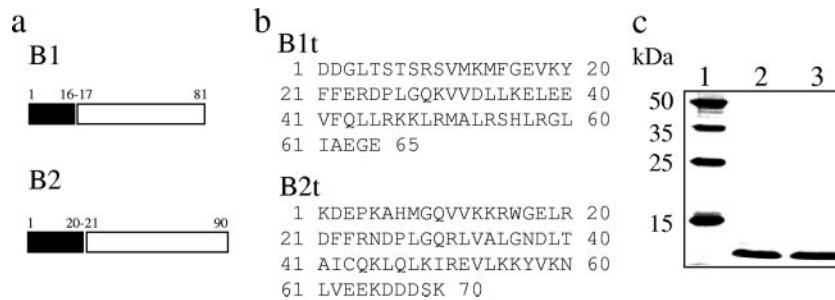 a
B1
1 16-17 81
B2
1 20-21 90
b
B1t
1 DDGLTSTSRSVMKMFGEVKY 20
21 FFERDPLGQKVVDLLKELEE 40
41 VFQLLRKKLRMALRSHLRGL 60
61 IAEGE 65
B2t
1 KDEPKAHMGQVVKKRWGELR 20
21 DFFRNDPLGQRLVALGNDLT 40
41 AICQKLQLKIREVLKKYVKN 60
61 LVEEKDDDSK 70
c
kDa
1 2 3
50
35
25
15